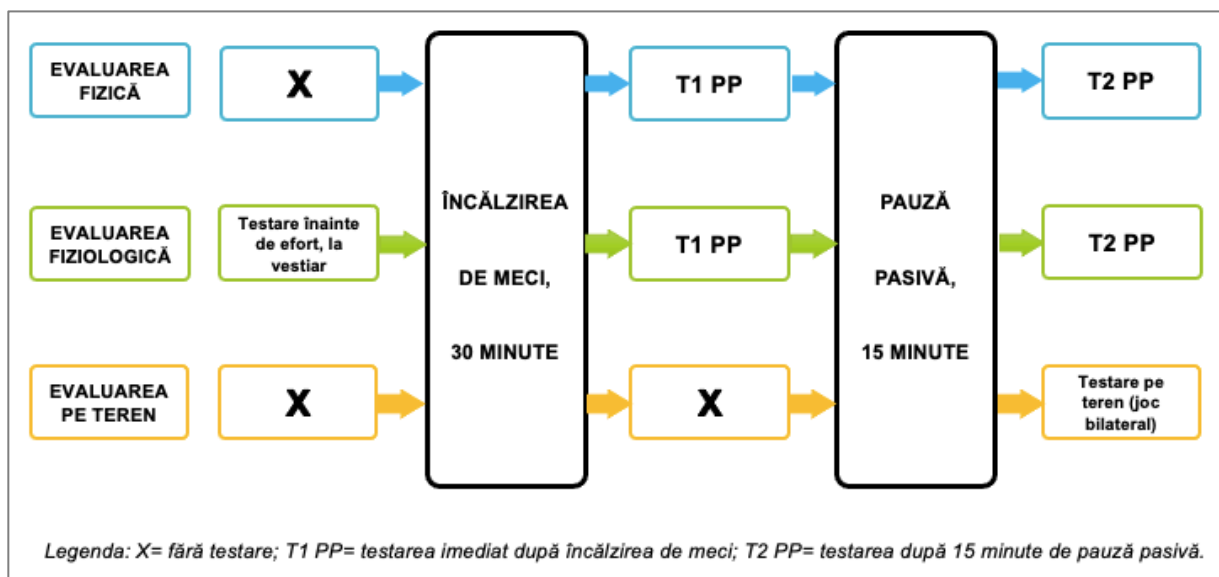 EVALUAREA
FIZICĂ
X
T1 PP
T2 PP
ÎNCĂLZIREA
DE MECI,
30 MINUTE
PAUZĂ
PASIVĂ,
15 MINUTE
EVALUAREA
FIZIOLOGICĂ
Testare înainte
de efort, la
vestiar
T1 PP
T2 PP
EVALUAREA
PE TEREN
X
X
Testare pe
teren (joc
bilateral)
Legenda: X= fără testare; T1 PP= testarea imediat după încălzirea de meci; T2 PP= testarea după 15 minute de pauză pasivă.